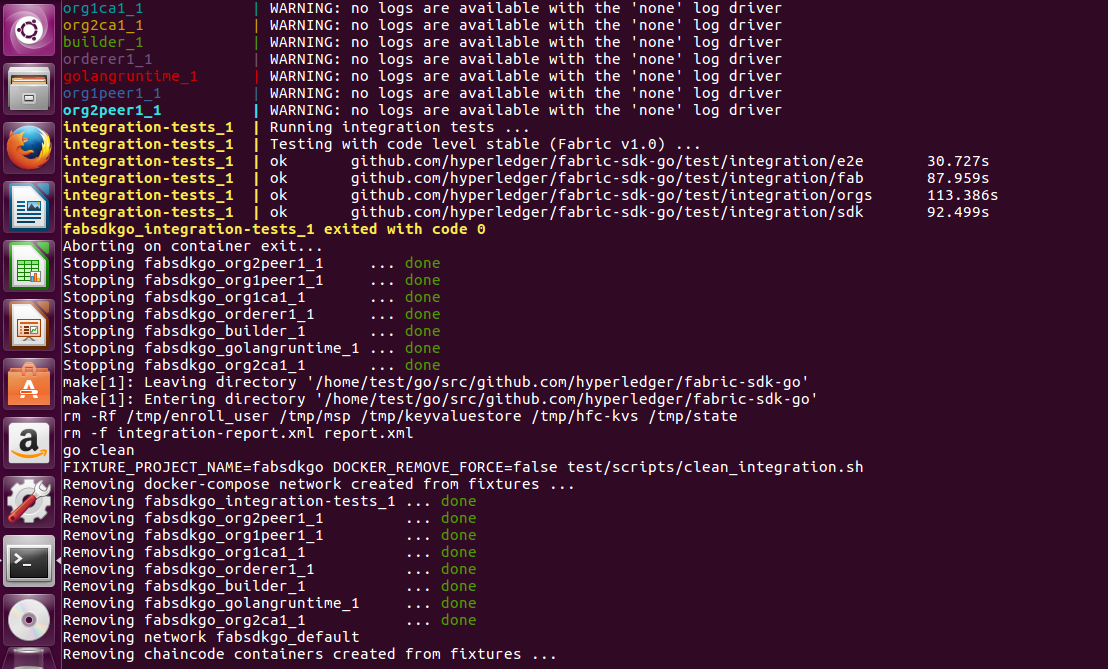 org1ca1_1 | WARNING: no logs are available with the 'none' log driver
org2ca1_1 | WARNING: no logs are available with the 'none' log driver
builder_1 | WARNING: no logs are available with the 'none' log driver
orderer1_1 | WARNING: no logs are available with the 'none' log driver
golangruntime_1 | WARNING: no logs are available with the 'none' log driver
org1peer1_1 | WARNING: no logs are available with the 'none' log driver
org2peer1_1 | WARNING: no logs are available with the 'none' log driver
integration-tests_1 | Running integration tests ...
integration-tests_1 | Testing with code level stable (Fabric v1.0) ...
integration-tests_1 | ok github.com/hyperledger/fabric-sdk-go/test/integration/e2e 30.727s
integration-tests_1 | ok github.com/hyperledger/fabric-sdk-go/test/integration/fab 87.959s
integration-tests_1 | ok github.com/hyperledger/fabric-sdk-go/test/integration/orgs 113.386s
integration-tests_1 | ok github.com/hyperledger/fabric-sdk-go/test/integration/sdk 92.499s
fabsdkgo_integration-tests_1 exited with code 0
Aborting on container exit...
Stopping fabsdkgo_org2peer1_1 ... done
Stopping fabsdkgo_org1peer1_1 ... done
Stopping fabsdkgo_org1ca1_1 ... done
Stopping fabsdkgo_orderer1_1 ... done
Stopping fabsdkgo_builder_1 ... done
Stopping fabsdkgo_golangruntime_1 ... done
Stopping fabsdkgo_org2ca1_1 ... done
make[1]: Leaving directory '/home/test/go/src/github.com/hyperledger/fabric-sdk-go'
make[1]: Entering directory '/home/test/go/src/github.com/hyperledger/fabric-sdk-go'
rm -Rf /tmp/enroll_user /tmp/msp /tmp/keyvaluestore /tmp/hfc-kvs /tmp/state
rm -f integration-report.xml report.xml
go clean
FIXTURE_PROJECT_NAME=fabsdkgo DOCKER_REMOVE_FORCE=false test/scripts/clean_integration.sh
Removing docker-compose network created from fixtures ...
Removing fabsdkgo_integration-tests_1 ... done
Removing fabsdkgo_org2peer1_1 ... done
Removing fabsdkgo_org1peer1_1 ... done
Removing fabsdkgo_org1ca1_1 ... done
Removing fabsdkgo_orderer1_1 ... done
Removing fabsdkgo_builder_1 ... done
Removing fabsdkgo_golangruntime_1 ... done
Removing fabsdkgo_org2ca1_1 ... done
Removing network fabsdkgo_default
Removing chaincode containers created from fixtures ...